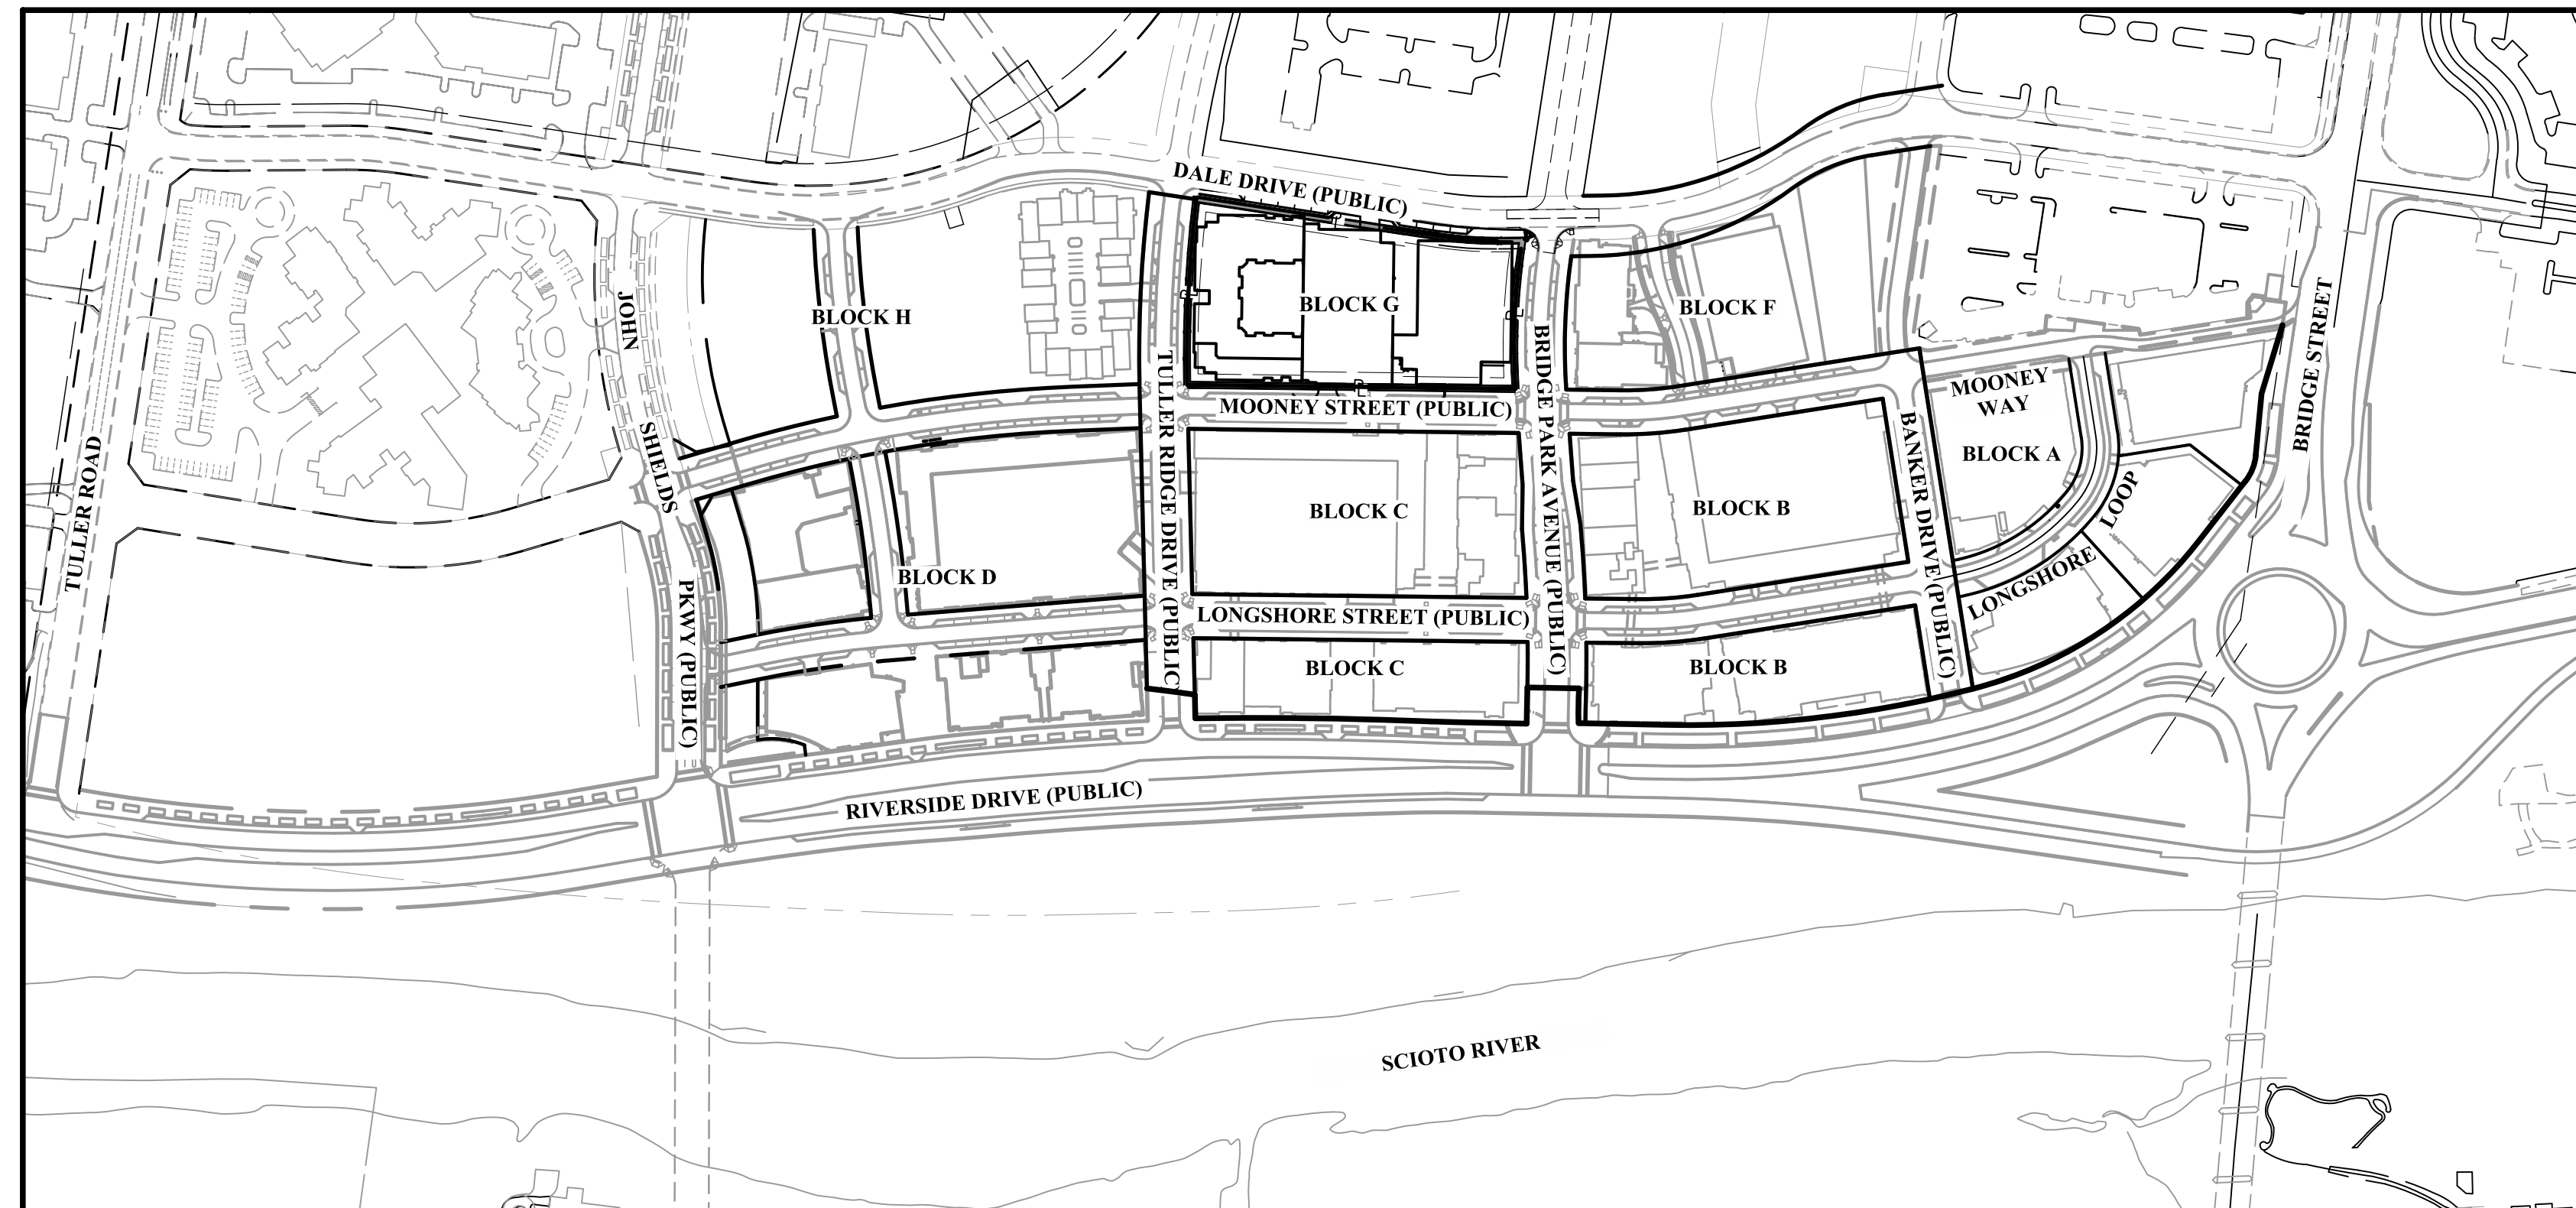 DALE DRIVE (PUBLIC)
BLOCK H
BLOCK G
BLOCK F
JOHN
SHIELDS
PKWY (PUBLIC)
TULLER ROAD
TULLER RIDGE DRIVE (PUBLIC)
BRIDGE PARK AVENUE (PUBLIC)
BANKER DRIVE (PUBLIC)
BRIDGE STREET
MOONEY
WAY
MOONEY STREET (PUBLIC)
BLOCK A
BLOCK C
BLOCK B
LOOP
LONGSHORE
BLOCK D
LONGSHORE STREET (PUBLIC)
BLOCK C
BLOCK B
RIVERSIDE DRIVE (PUBLIC)
SCIOTO RIVER